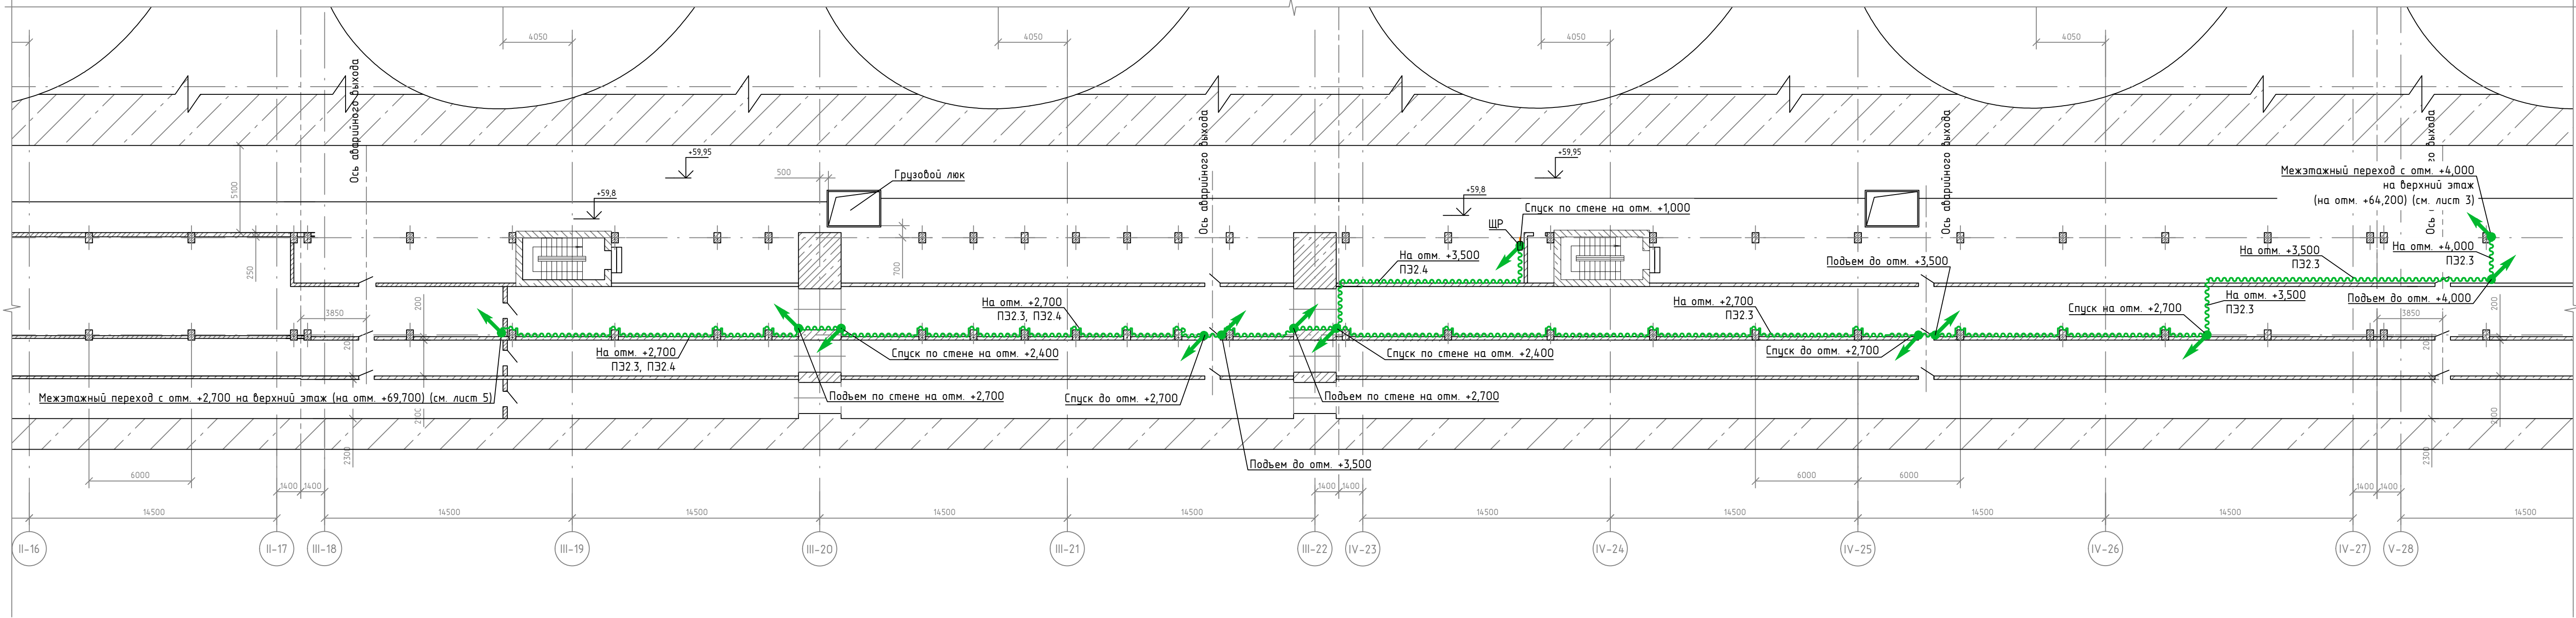 4050
4050
4050
4050
Ось аварийного выхода
Ось аварийного выхода
Ось аварийного выхода
+59,95
+59,95
500
Грузовой люк
+59,8
+59,8
5100
Межэтажный переход с отм. +4,000
на верхний этаж
(на отм. +64,200) (см. лист 3)
Спуск по стене на отм. +1,000
ЩР
250
700
На отм. +3,500
ПЭ2.4
Подъем до отм. +3,500
На отм. +3,500
ПЭ2.3
На отм. +4,000
ПЭ2.3
3850
200
На отм. +2,700
ПЭ2.3, ПЭ2.4
На отм. +2,700
ПЭ2.3
Спуск на отм. +2,700
На отм. +3,500
ПЭ2.3
Подъем до отм. +4,000
200
3850
На отм. +2,700
ПЭ2.3, ПЭ2.4
Спуск по стене на отм. +2,400
Спуск по стене на отм. +2,400
Спуск до отм. +2,700
Межэтажный переход с отм. +2,700 на верхний этаж (на отм. +69,700) (см. лист 5)
Подъем по стене на отм. +2,700
Спуск до отм. +2,700
Подъем по стене на отм. +2,700
2300
2300
Подъем до отм. +3,500
6000
6000
6000
1400
1400
1400
1400
1400
1400
14500
14500
14500
14500
14500
14500
14500
14500
14500
14500
II-16
II-17
III-18
III-19
III-20
III-21
III-22
IV-23
IV-24
IV-25
IV-26
IV-27
V-28